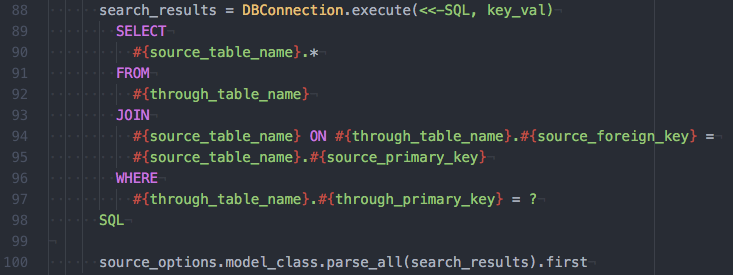 88 search_results = DBConnection.execute(<<-SQL, key_val)
89 SELECT
90 #{source_table_name}.*
91 FROM
92 #{through_table_name}
93 JOIN
94 #{source_table_name} ON #{through_table_name}.#{source_foreign_key} =
95 #{source_table_name}.#{source_primary_key}
96 WHERE
97 #{through_table_name}.#{through_primary_key} = ?
98 SQL
99
100 source_options.model_class.parse_all(search_results).first